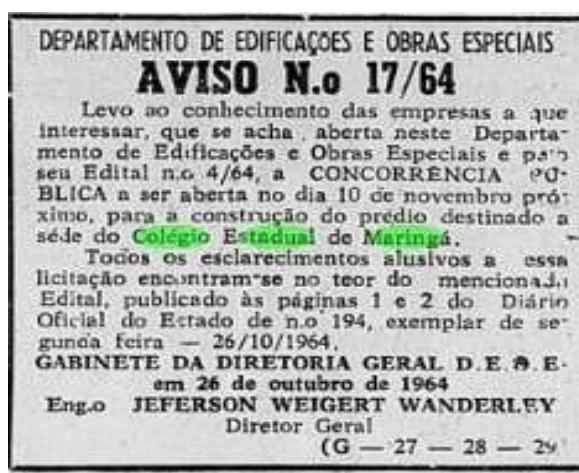 DEPARTAMENTO DE EDIFICAÇOES E OBRAS ESPECIAIS
AVISO N.o 17/64
Levo ao conhecimento das empresas a que
interessar, que se acha aberta neste Departa-
mento de Edificações e Obras Especiais e
seu Edital n.o 4/64, a CONCORRÊNCIA PÚ-
BLICA a ser aberta no dia 10 de novembro pró-
ximo, para a construção do prédio destinado a
séde do Colégio Estadual de Maringá.
Todos os esclarecimentos alusivos a essa
licitação encontram-se no teor do mencionado
Edital, publicado às páginas 1 e 2 do Diário
Oficial do Estado de n.o 194, exemplar de se-
gunda feira — 26/10/1964.
GABINETE DA DIRETORIA GERAL D.E.O.E.
em 26 de outubro de 1964
Eng.o JEFERSON WEIGERT WANDERLEY
Diretor Geral
(G — 27 — 28 — 29